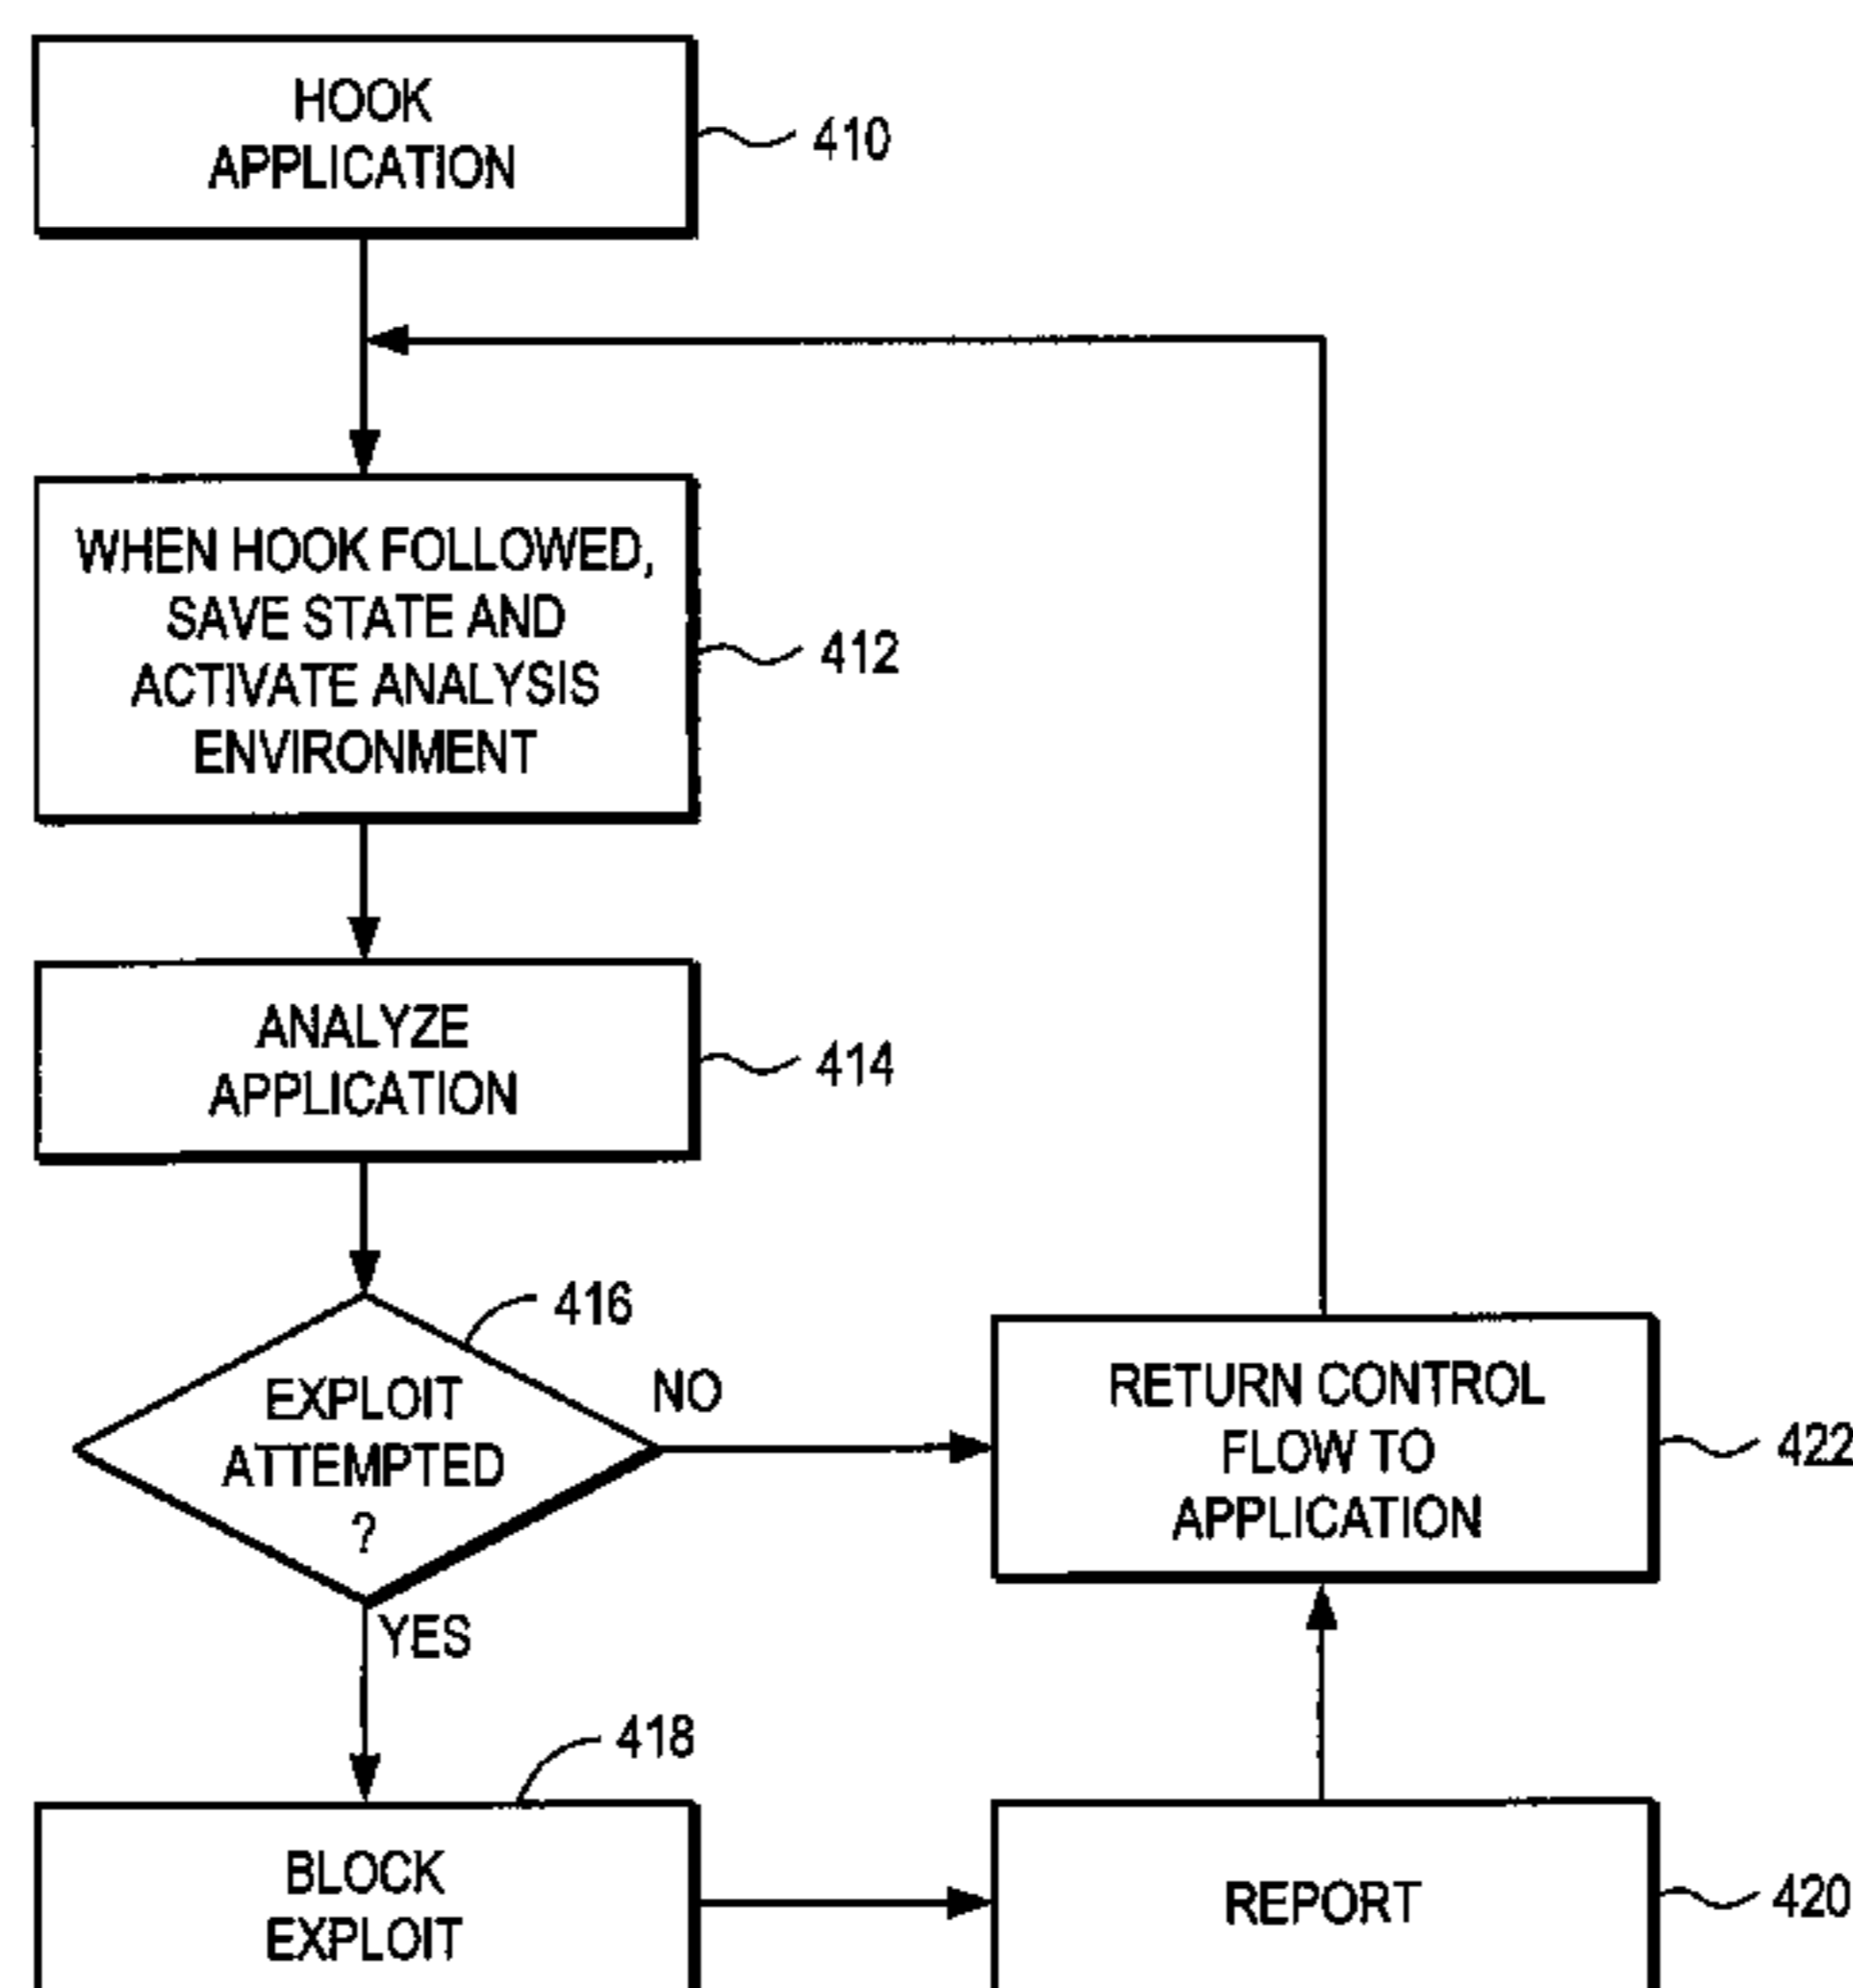 HOOK
APPLICATION
410
WHEN HOOK FOLLOWED,
SAVE STATE AND
ACTIVATE ANALYSIS
ENVIRONMENT
412
ANALYZE
APPLICATION
414
416
EXPLOIT
ATTEMPTED
?
NO
YES
RETURN CONTROL
FLOW TO
APPLICATION
422
418
BLOCK
EXPLOIT
REPORT
420